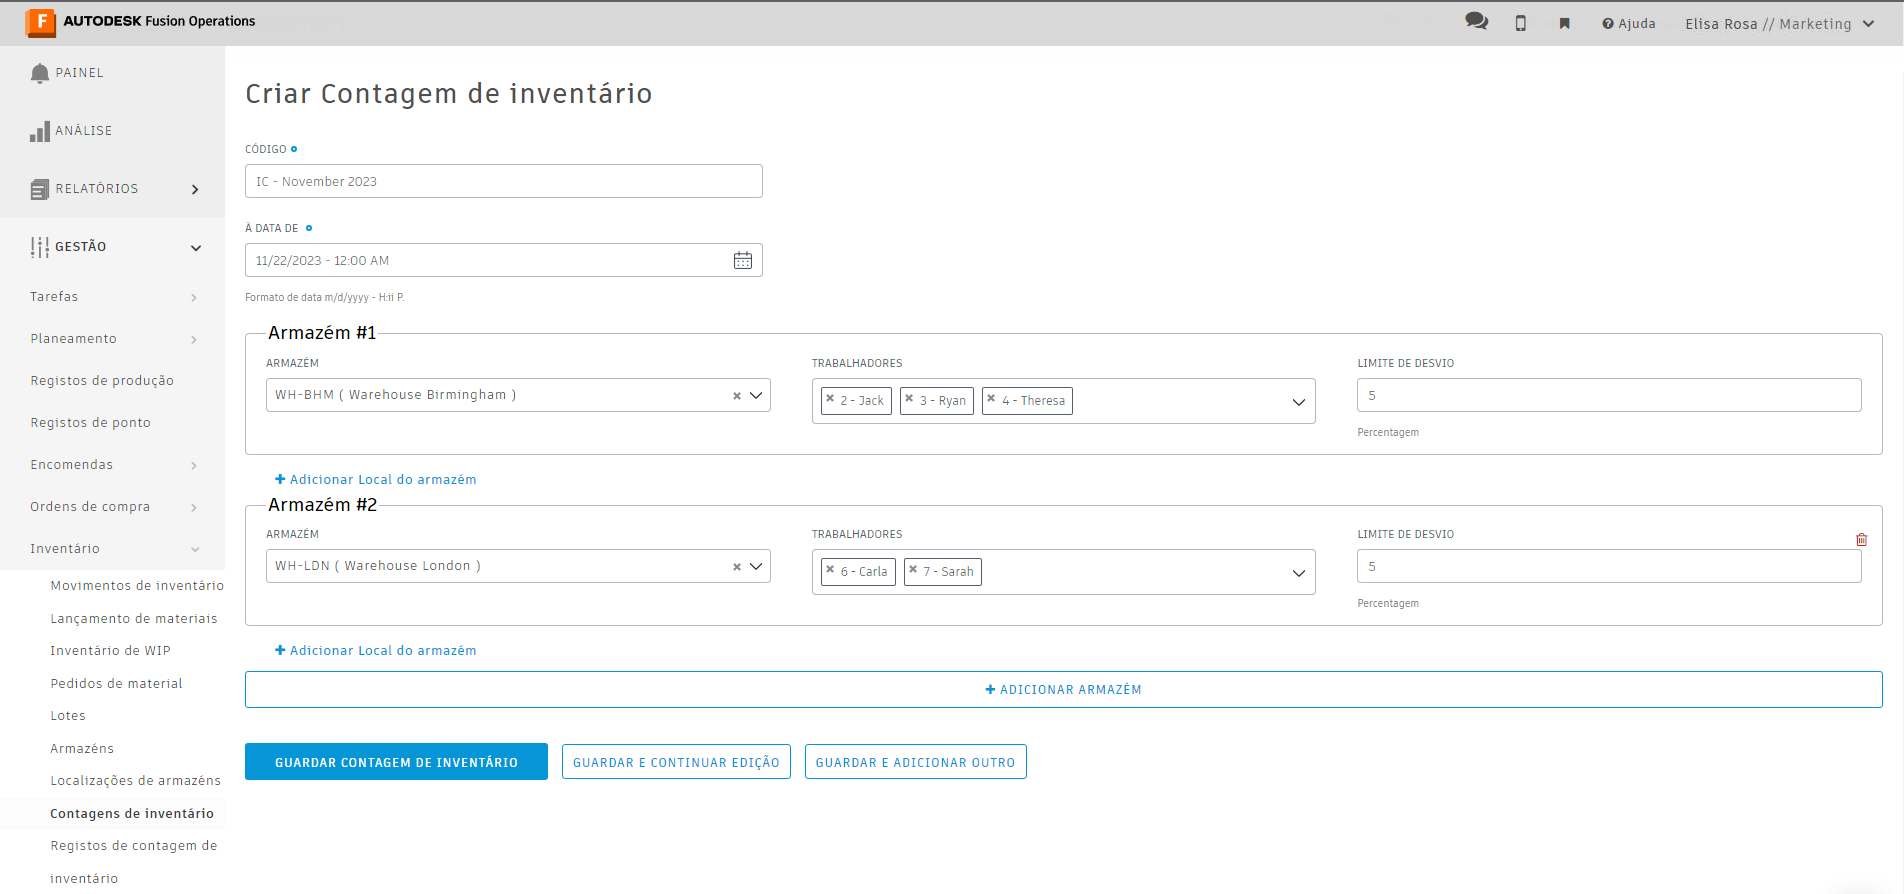 F AUTODESK Fusion Operations
Ajuda
Elisa Rosa // Marketing
PAINEL
ANÁLISE
RELATÓRIOS
GESTÃO
Tarefas
Planeamento
Registos de produção
Registos de ponto
Encomendas
Ordens de compra
Inventário
Movimentos de inventário
Lançamento de materiais
Inventário de WIP
Pedidos de material
Lotes
Armazéns
Localizações de armazéns
Contagens de inventário
Registos de contagem de
inventário
Criar Contagem de inventário
CÓDIGO
IC - November 2023
À DATA DE
11/22/2023 - 12:00 AM
Formato de data m/d/yyyy - H:ii P.
Armazém #1
ARMAZÉM
WH-BHM ( Warehouse Birmingham )
TRABALHADORES
2 - Jack
3 - Ryan
4 - Theresa
LIMITE DE DESVIO
5
Percentagem
Adicionar Local do armazém
Armazém #2
ARMAZÉM
WH-LDN ( Warehouse London )
TRABALHADORES
6 - Carla
7 - Sarah
LIMITE DE DESVIO
5
Percentagem
Adicionar Local do armazém
ADICIONAR ARMAZÉM
GUARDAR CONTAGEM DE INVENTÁRIO
GUARDAR E CONTINUAR EDIÇÃO
GUARDAR E ADICIONAR OUTRO